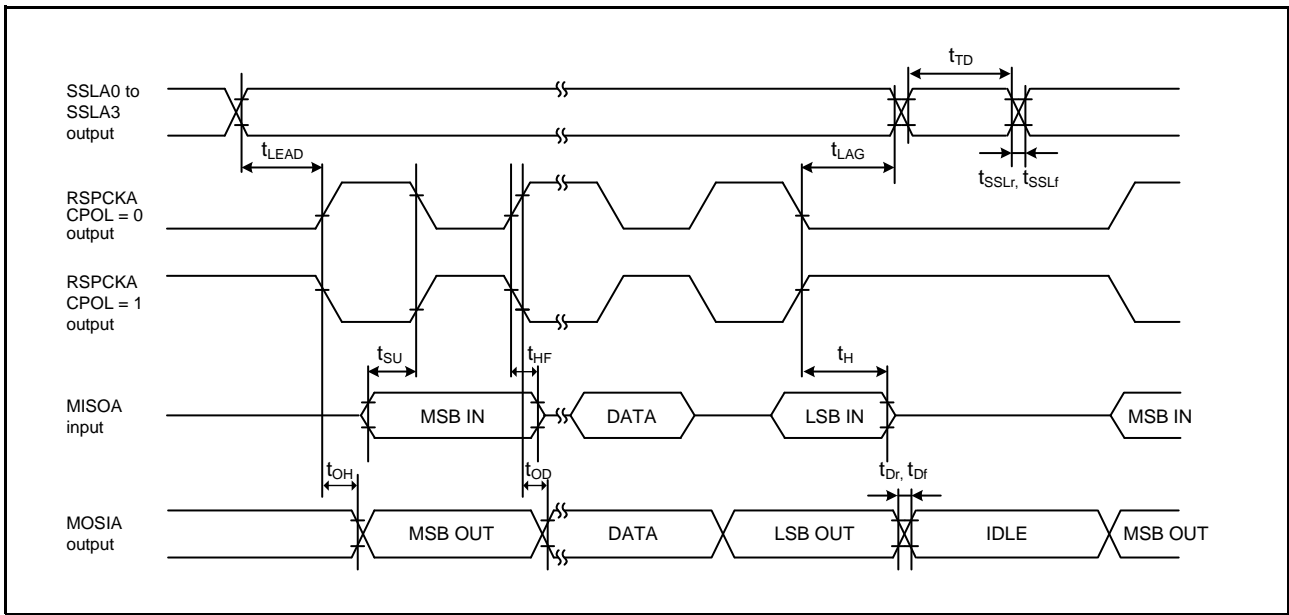 tTD
SSLA0 to
SSLA3
output
tLEAD
tLAG
tSSLr, tSSLf
RSPCKA
CPOL = 0
output
RSPCKA
CPOL = 1
output
tSU
tHF
tH
MISOA
input
MSB IN
DATA
LSB IN
MSB IN
tOH
tOD
tDr, tDf
MOSIA
output
MSB OUT
DATA
LSB OUT
IDLE
MSB OUT